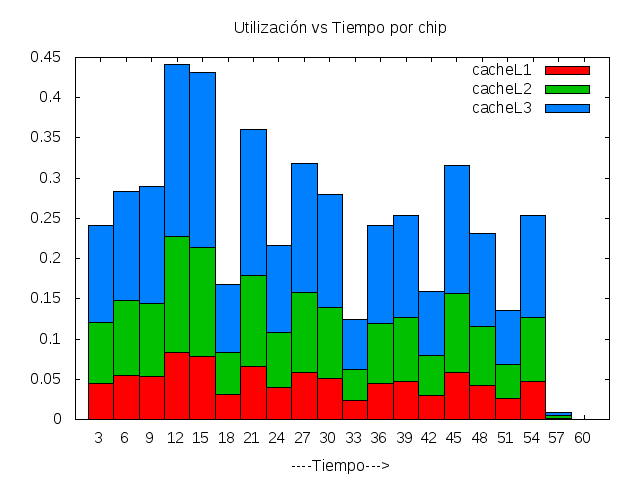 Utilización vs Tiempo por chip
cacheL1
cacheL2
cacheL3
0.45
0.4
0.35
0.3
0.25
0.2
0.15
0.1
0.05
0
3 6 9 12 15 18 21 24 27 30 33 36 39 42 45 48 51 54 57 60
----Tiempo--->